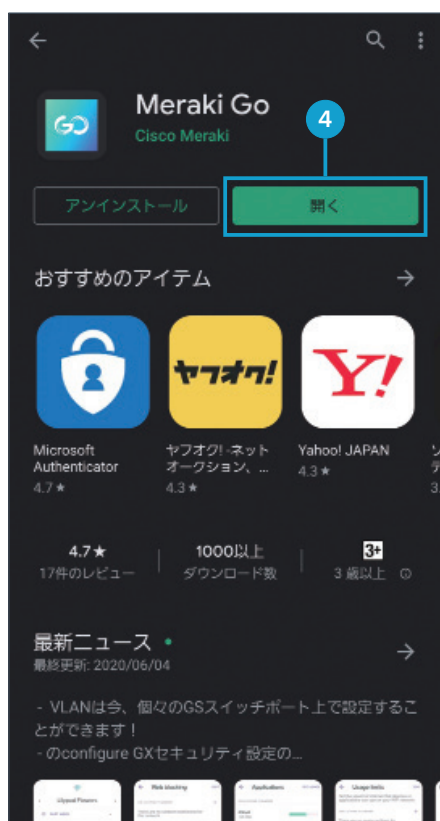 Meraki Go
Cisco Meraki
4
アンインストール
開く
おすすめのアイテム
ヤフオク!
Y!
Microsoft
Authenticator
4.7★
ヤフオク! -ネット
オークション、...
4.3★
Yahoo! JAPAN
4.3★
4.7★
17件のレビュー
1000以上
ダウンロード数
3+
3 歳以上
最新ニュース
最終更新: 2020/06/04
- VLANは今、個々のGSスイッチポート上で設定するこ
とができます！
- のconfigure GXセキュリティ設定の...
Web blocking
Applications
Usage limits